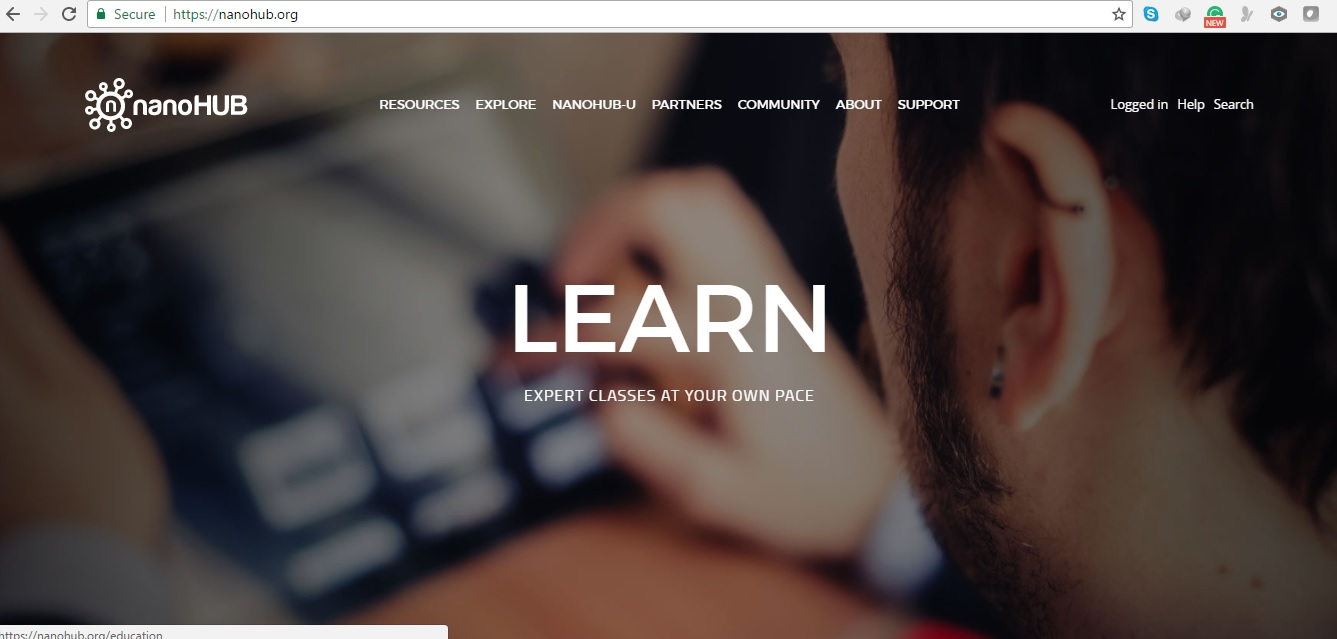 Secure https://nanohub.org
NEW
n nanoHUB RESOURCES EXPLORE NANOHUB-U PARTNERS COMMUNITY ABOUT SUPPORT Logged in Help Search
LEARN
EXPERT CLASSES AT YOUR OWN PACE
https://nanohub.org/education